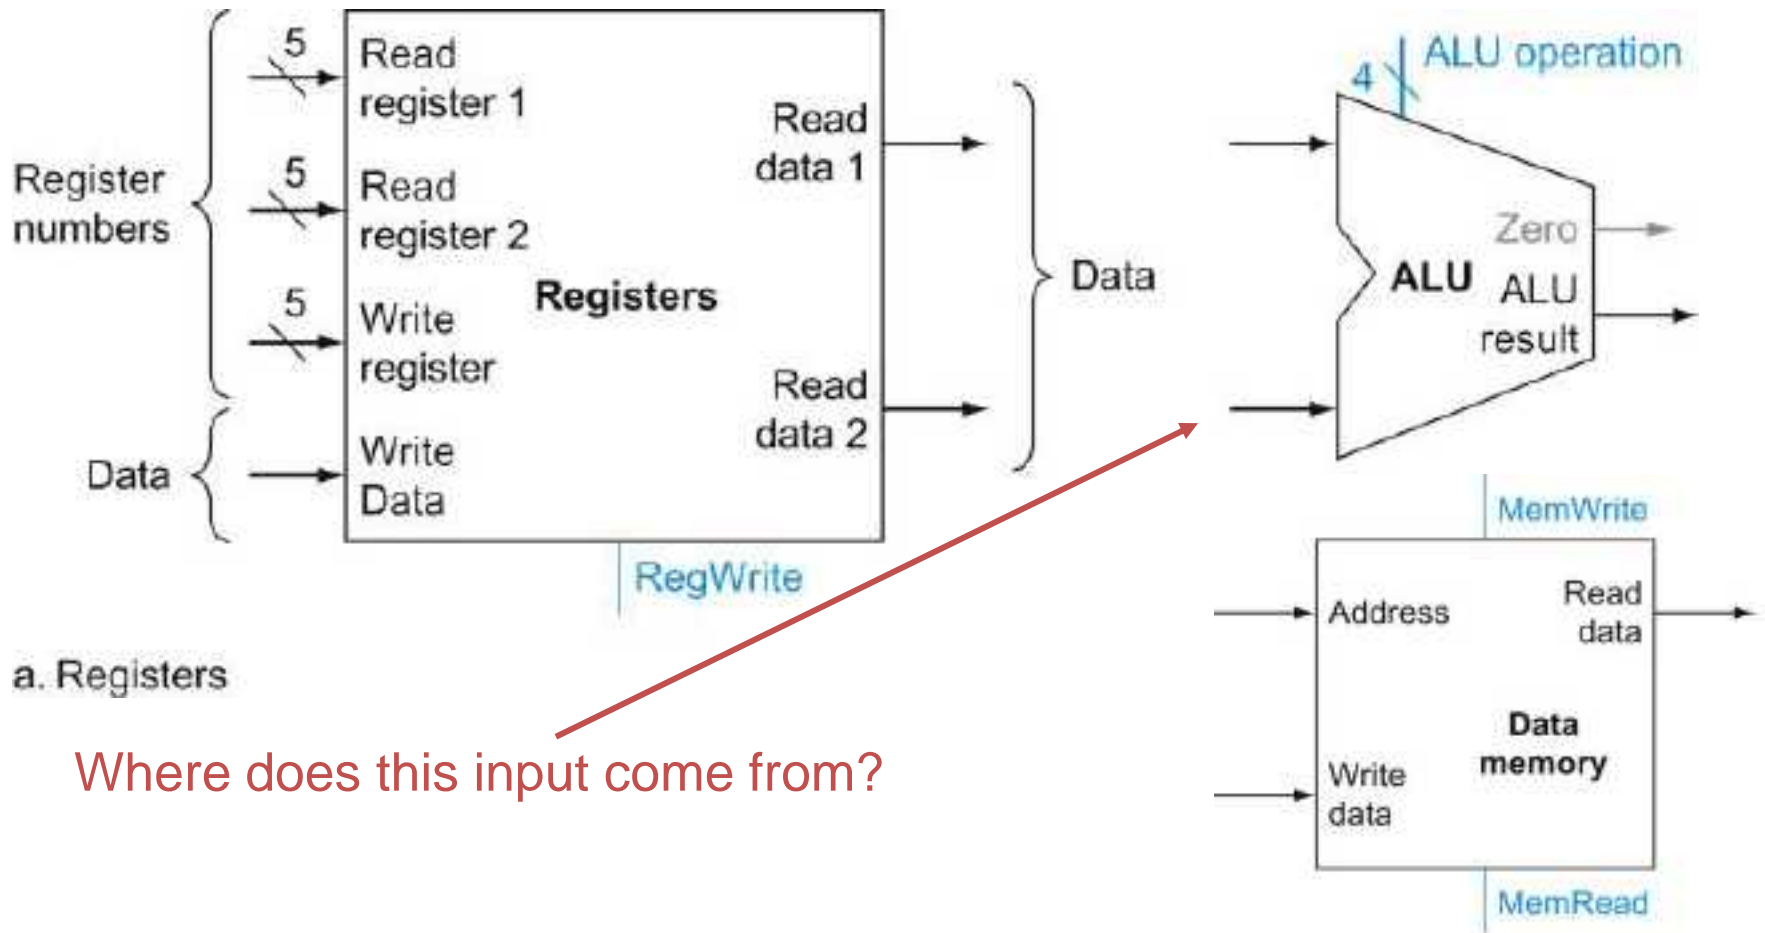 5
Read
register 1
5
Read
register 2
5
Write
register
Write
Data
Register
numbers
Data
Registers
Read
data 1
Read
data 2
Data
RegWrite
4
ALU operation
Zero
ALU
ALU
result
MemWrite
Address
Read
data
Data
memory
Write
data
MemRead
a. Registers
Where does this input come from?